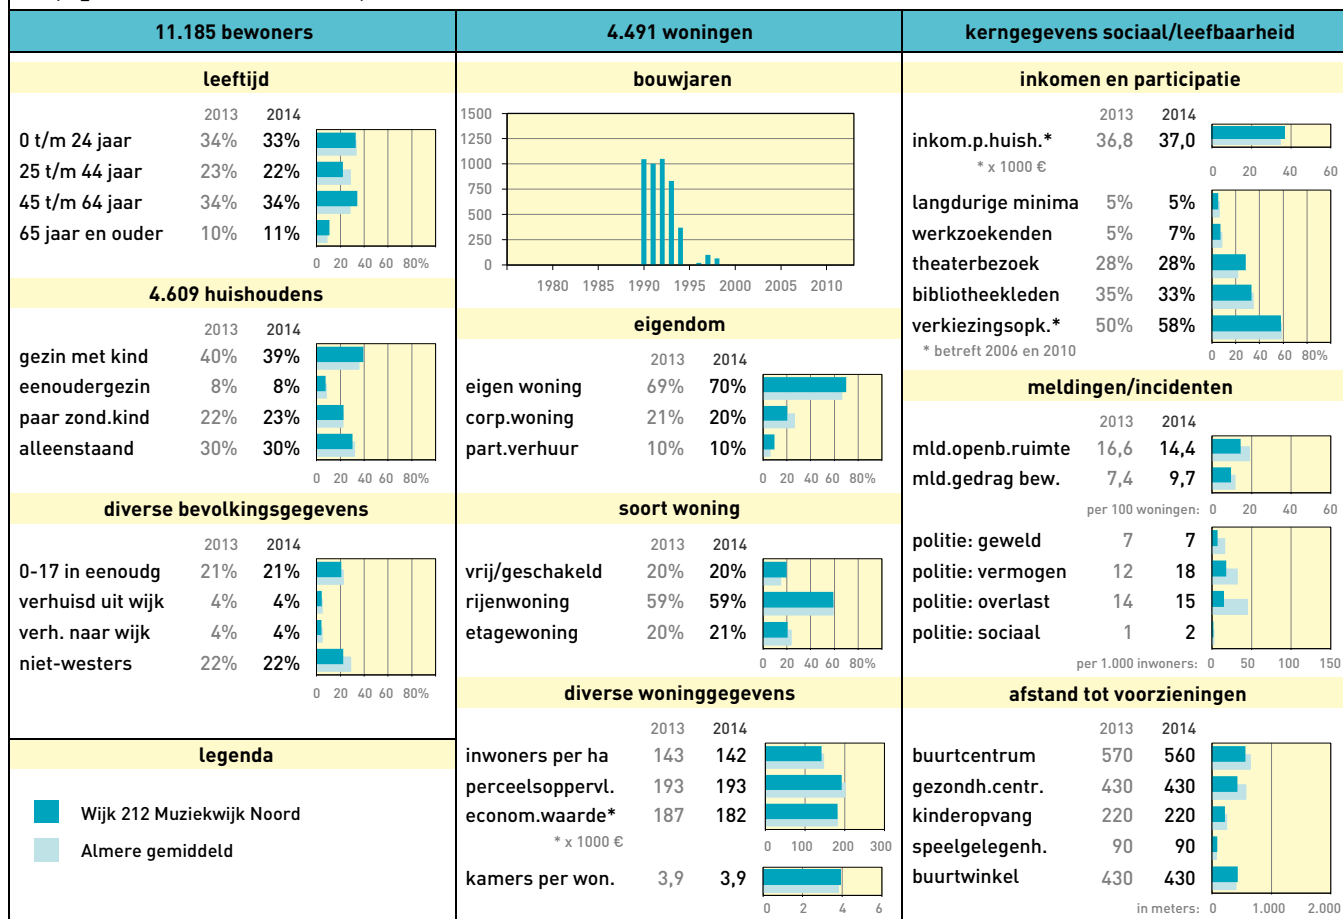 11.185 bewoners
leeftijd
2013 2014
0 t/m 24 jaar 34% 33%
25 t/m 44 jaar 23% 22%
45 t/m 64 jaar 34% 34%
65 jaar en ouder 10% 11%
0 20 40 60 80%
4.609 huishoudens
2013 2014
gezin met kind 40% 39%
eenoudergezin 8% 8%
paar zond.kind 22% 23%
alleenstaand 30% 30%
0 20 40 60 80%
diverse bevolkingsgegevens
2013 2014
0-17 in eenoudg 21% 21%
verhuisd uit wijk 4% 4%
verh. naar wijk 4% 4%
niet-westers 22% 22%
0 20 40 60 80%
legenda
Wijk 212 Muziekwijk Noord
Almere gemiddeld
4.491 woningen
bouwjaren
1500
1250
1000
750
500
250
0
1980 1985 1990 1995 2000 2005 2010
eigendom
2013 2014
eigen woning 69% 70%
corp.woning 21% 20%
part.verhuur 10% 10%
0 20 40 60 80%
soort woning
2013 2014
vrij/geschakeld 20% 20%
rijenwoning 59% 59%
etagewoning 20% 21%
0 20 40 60 80%
diverse woninggegevens
2013 2014
inwoners per ha 143 142
perceelsoppervl. 193 193
econom.waarde* 187 182
* x 1000 €
0 100 200 300
kamers per won. 3,9 3,9
0 2 4 6
kerngegevens sociaal/leefbaarheid
inkomen en participatie
2013 2014
inkom.p.huish.* 36,8 37,0
* x 1000 €
0 20 40 60
langdurige minima 5% 5%
werkzoekenden 5% 7%
theaterbezoek 28% 28%
bibliotheekleden 35% 33%
verkiezingsopk.* 50% 58%
* betreft 2006 en 2010
0 20 40 60 80%
meldingen/incidenten
2013 2014
mld.openb.ruimte 16,6 14,4
mld.gedrag bew. 7,4 9,7
per 100 woningen: 0 20 40 60
politie: geweld 7 7
politie: vermogen 12 18
politie: overlast 14 15
politie: sociaal 1 2
per 1.000 inwoners: 0 50 100 150
afstand tot voorzieningen
2013 2014
buurtcentrum 570 560
gezondh.centr. 430 430
kinderopvang 220 220
speelgelegenh. 90 90
buurtwinkel 430 430
in meters: 0 1.000 2.000